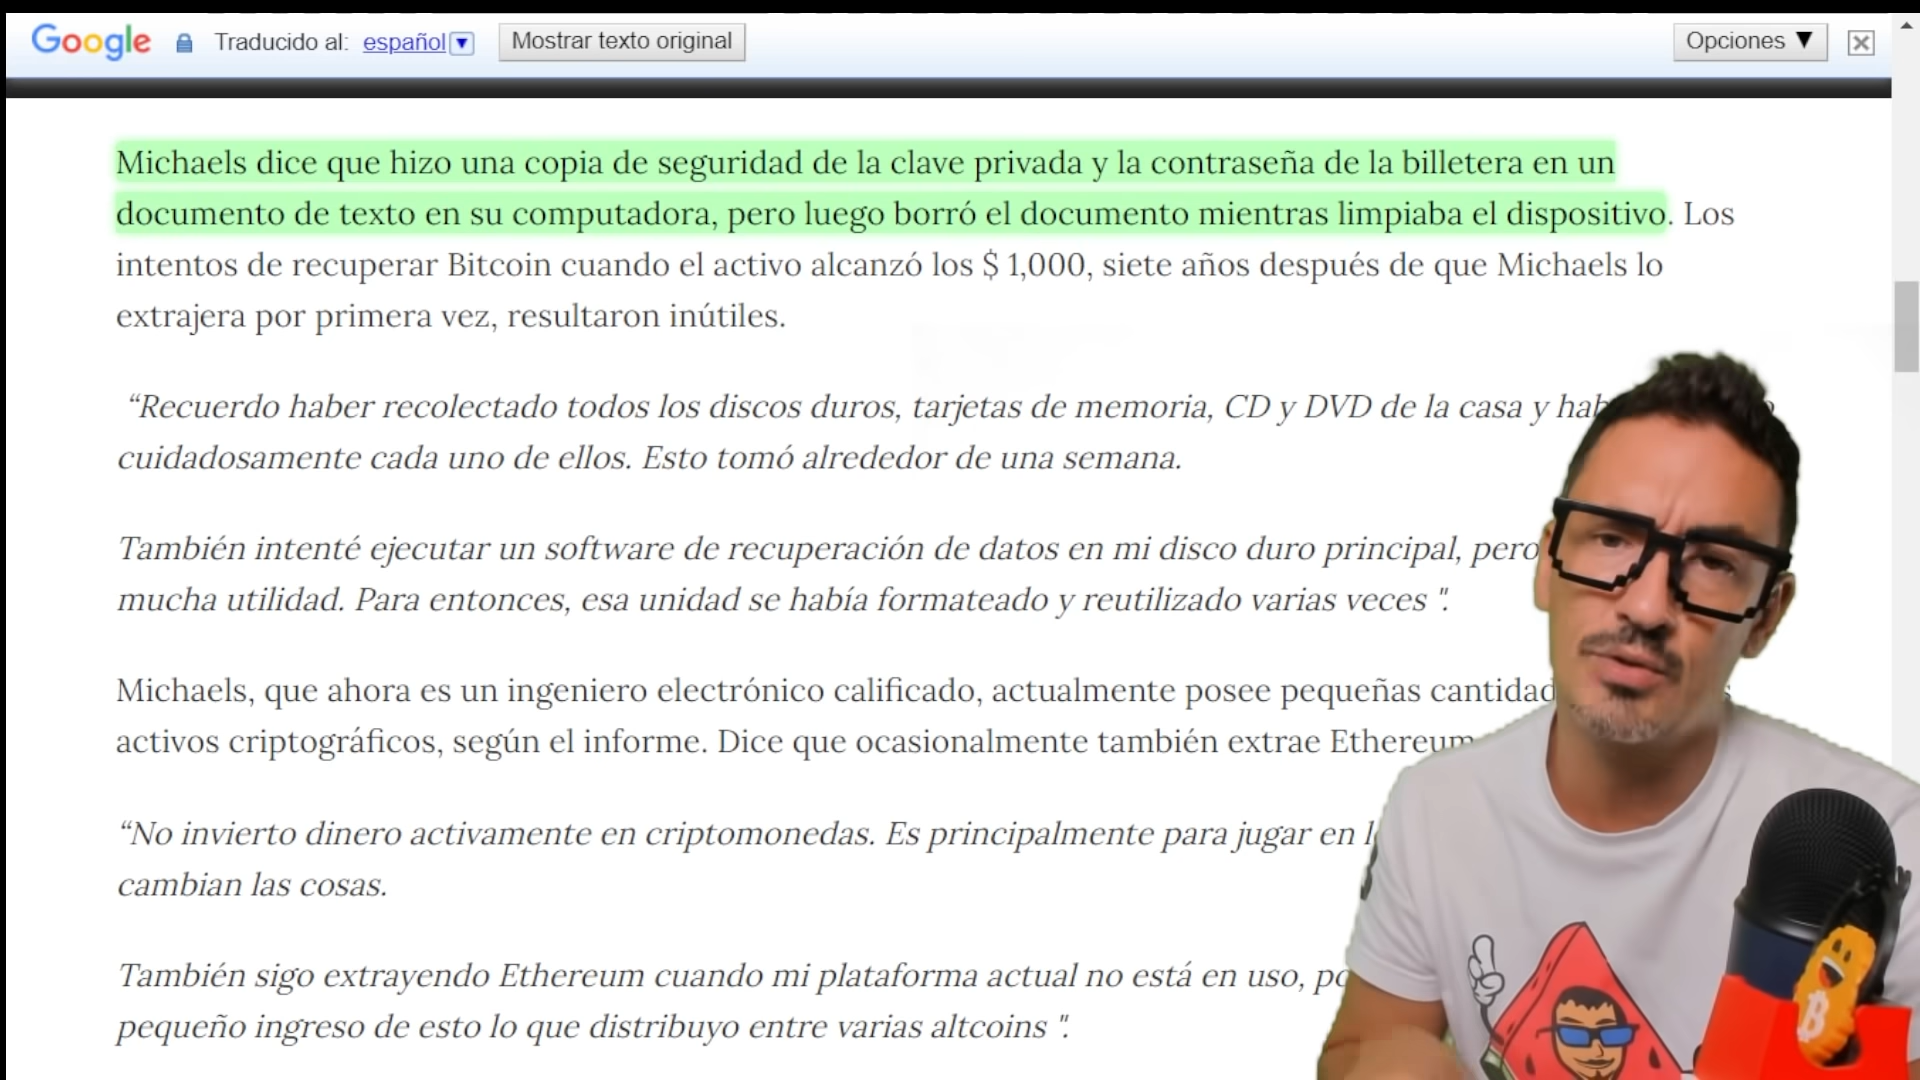 Google Traducido al: español Mostrar texto original Opciones ▼
Michaels dice que hizo una copia de seguridad de la clave privada y la contraseña de la billetera en un
documento de texto en su computadora, pero luego borró el documento mientras limpiaba el dispositivo. Los
intentos de recuperar Bitcoin cuando el activo alcanzó los $ 1,000, siete años después de que Michaels lo
extrajera por primera vez, resultaron inútiles.
“Recuerdo haber recolectado todos los discos duros, tarjetas de memoria, CD y DVD de la casa y
cuidadosamente cada uno de ellos. Esto tomó alrededor de una semana.
También intenté ejecutar un software de recuperación de datos en mi disco duro principal, pero
mucha utilidad. Para entonces, esa unidad se había formateado y reutilizado varias veces ".
Michaels, que ahora es un ingeniero electrónico calificado, actualmente posee pequeñas
activos criptográficos, según el informe. Dice que ocasionalmente también extrae Ethereum
“No invierto dinero activamente en criptomonedas. Es principalmente para jugar en
cambian las cosas.
También sigo extrayendo Ethereum cuando mi plataforma actual no está en uso,
pequeño ingreso de esto lo que distribuyo entre varias altcoins ".